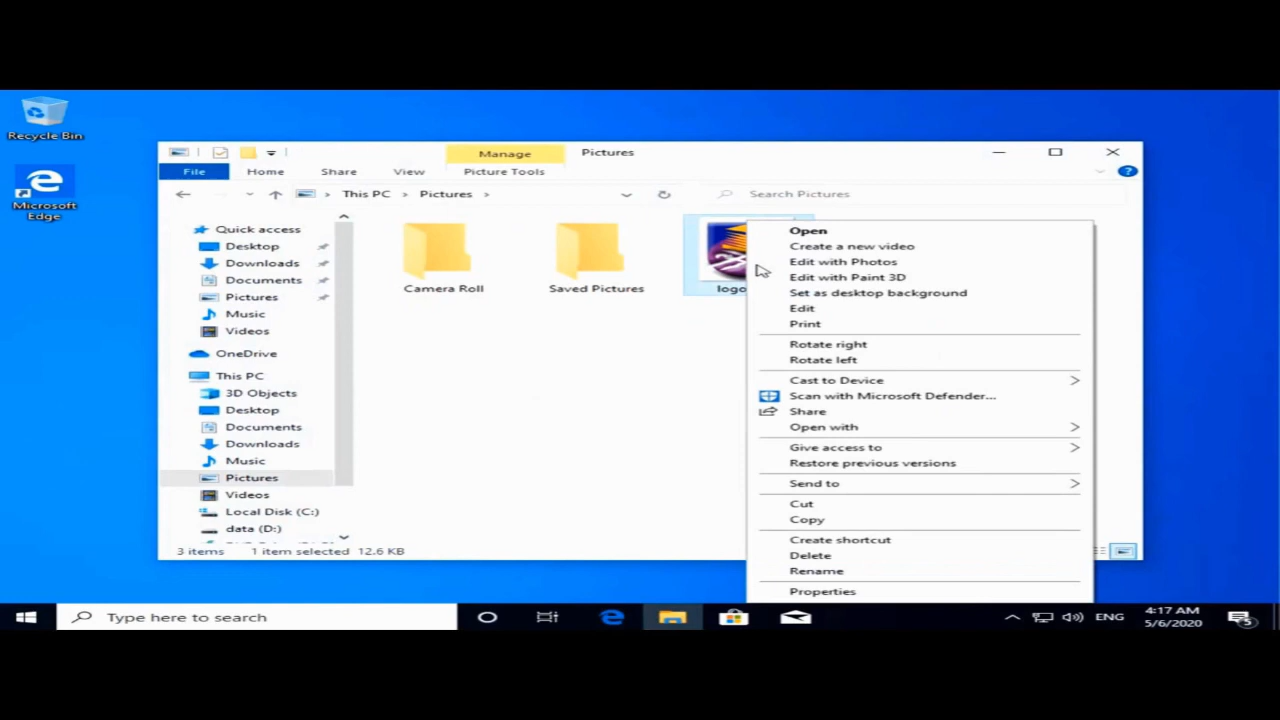 Recycle Bin
Microsoft
Edge
Manage
Pictures
File
Home
Share
View
Picture Tools
This PC
Pictures
Search Pictures
Quick access
Desktop
Downloads
Documents
Pictures
Music
Videos
OneDrive
This PC
3D Objects
Desktop
Documents
Downloads
Music
Pictures
Videos
Local Disk (C:)
data (D:)
Camera Roll
Saved Pictures
logo
Open
Create a new video
Edit with Photos
Edit with Paint 3D
Set as desktop background
Edit
Print
Rotate right
Rotate left
Cast to Device
Scan with Microsoft Defender...
Share
Open with
Give access to
Restore previous versions
Send to
Cut
Copy
Create shortcut
Delete
Rename
Properties
3 items
1 item selected 12.6 KB
Type here to search
ENG
4:17 AM
5/6/2020
5